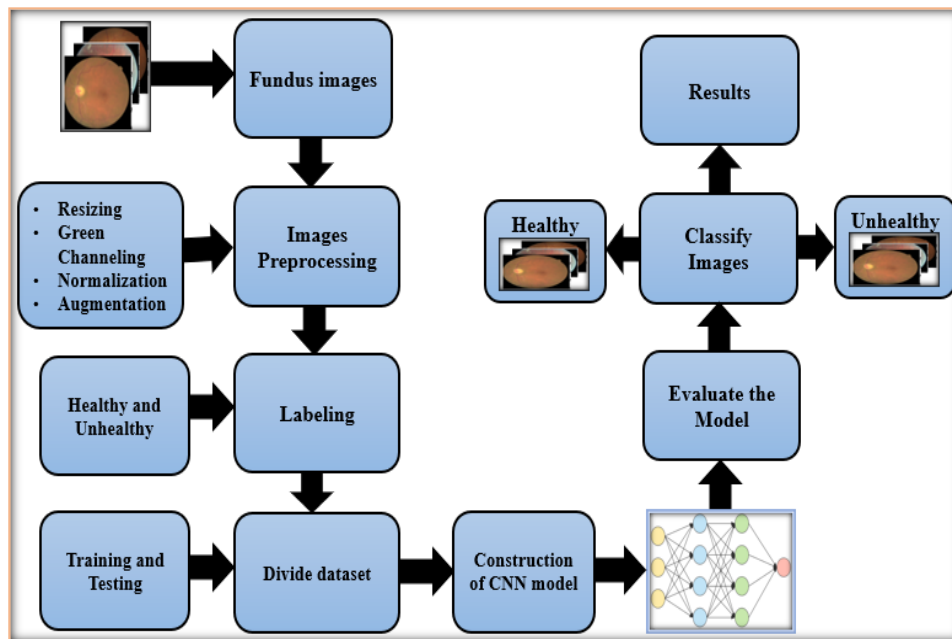 Fundus images
• Resizing
• Green
Channeling
• Normalization
• Augmentation
Images
Preprocessing
Healthy and
Unhealthy
Labeling
Training and
Testing
Divide dataset
Construction
of CNN model
Evaluate the
Model
Healthy
Classify
Images
Unhealthy
Results